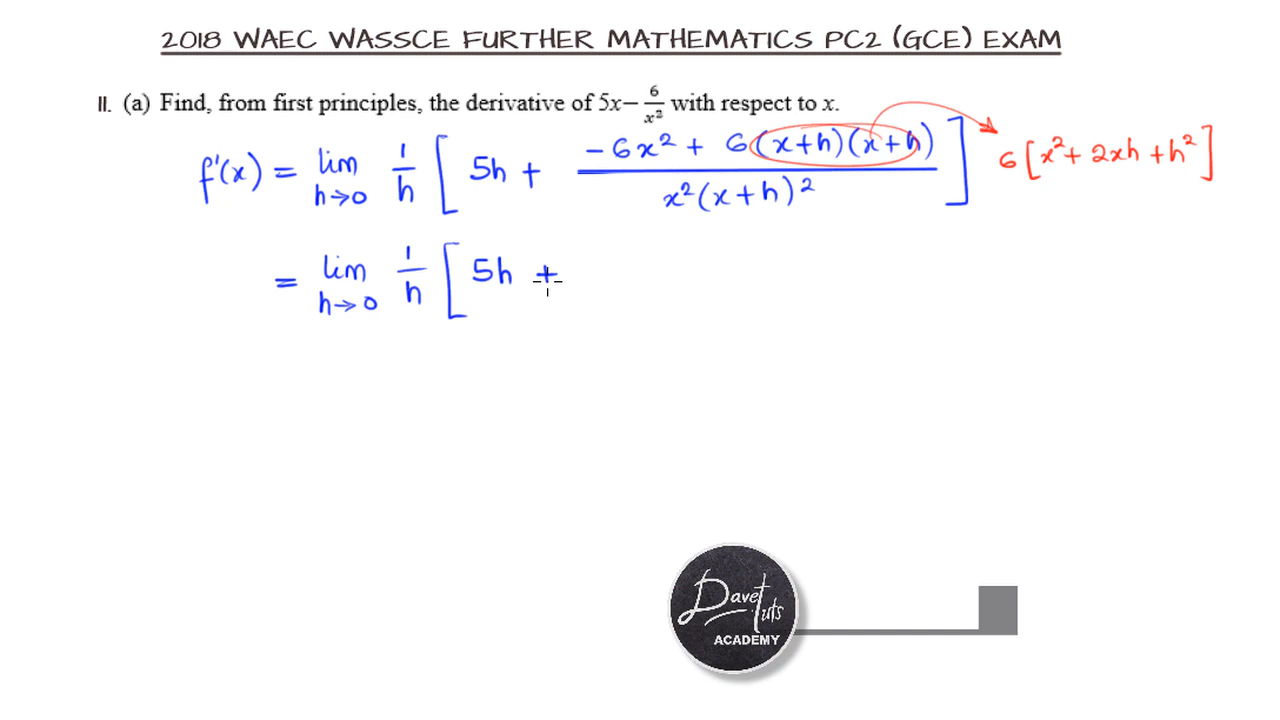 2018 WAEC WASSCE FURTHER MATHEMATICS PC2 (GCE) EXAM
11. (a) Find, from first principles, the derivative of 5x− 6/x² with respect to x.
f'(x) = lim h→0 1/h [ 5h + (−6x² + 6(x+h)(x+h)) / (x²(x+h)²) ] 6[x²+ 2xh +h²]
= lim h→0 1/h [ 5h +
Dave Tuts
ACADEMY